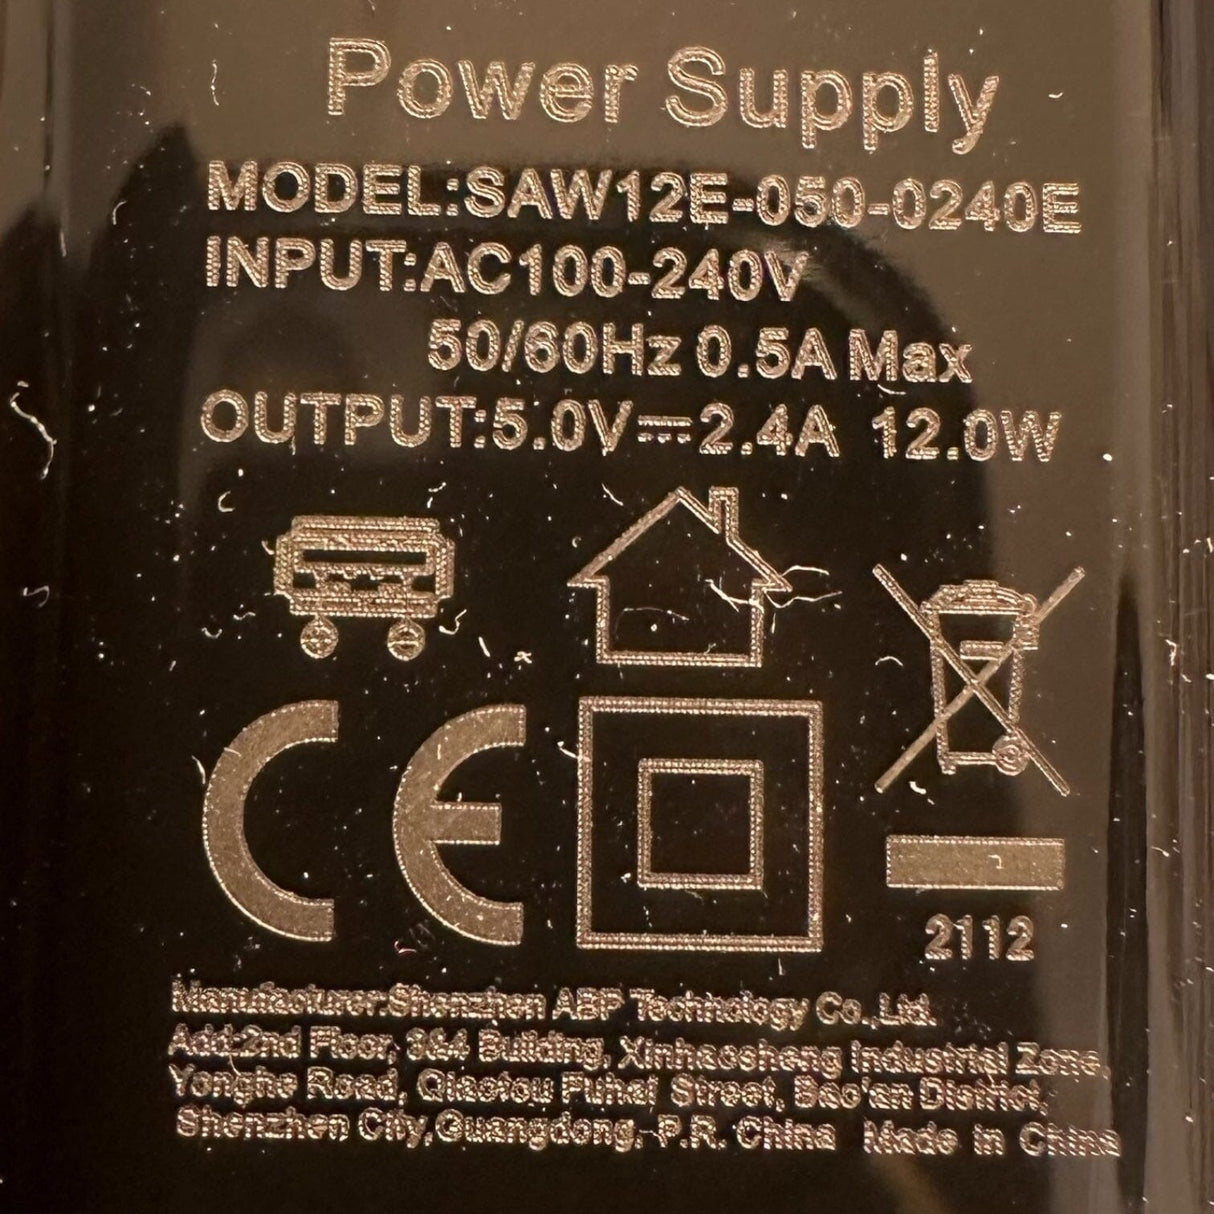 Power Supply
MODEL:SAW12E-050-0240E
INPUT:AC100-240V
50/60Hz 0.5A Max
OUTPUT:5.0V⎓2.4A 12.0W
CE
2112
Manufacturer:Shenzhen ABP Technology Co.,Ltd.
Add:2nd Floor, 3&4 Building, Xinhaosheng Industrial Zone,
Yonghe Road, Qiaotou Fuhai Street, Bao'an District,
Shenzhen City,Guangdong, P.R. China Made in China